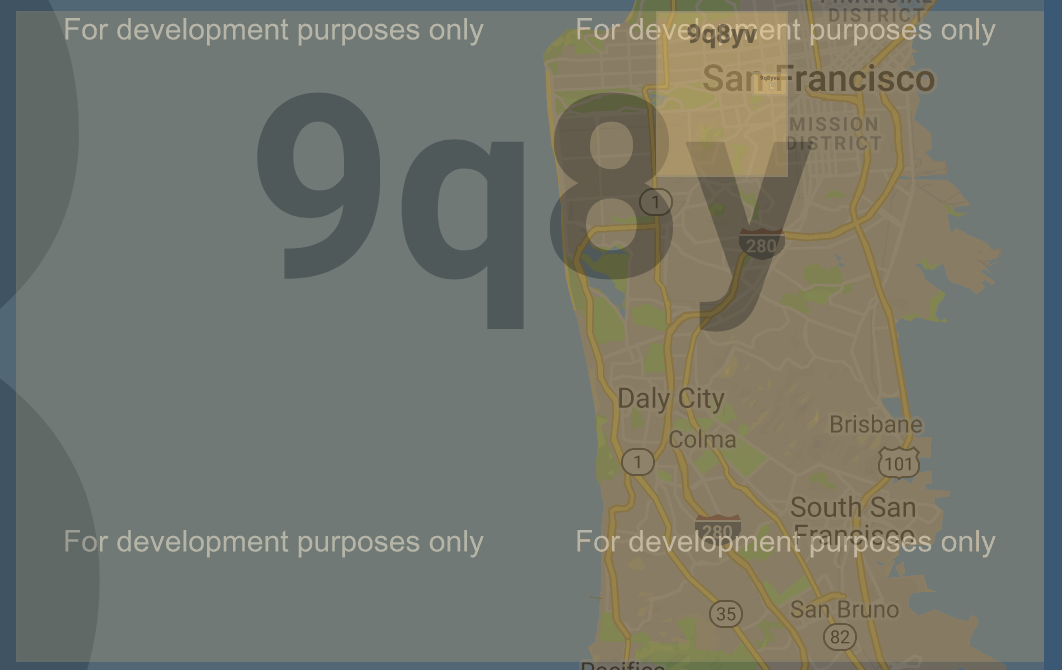 FINANCIAL
DISTRICT
For development purposes only
For development purposes only
9q8yv
San Francisco
MISSION
DISTRICT
9q8y
1
280
Daly City
Brisbane
Colma
1
101
South San
Francisco
280
For development purposes only
For development purposes only
35
San Bruno
82
Pacifica